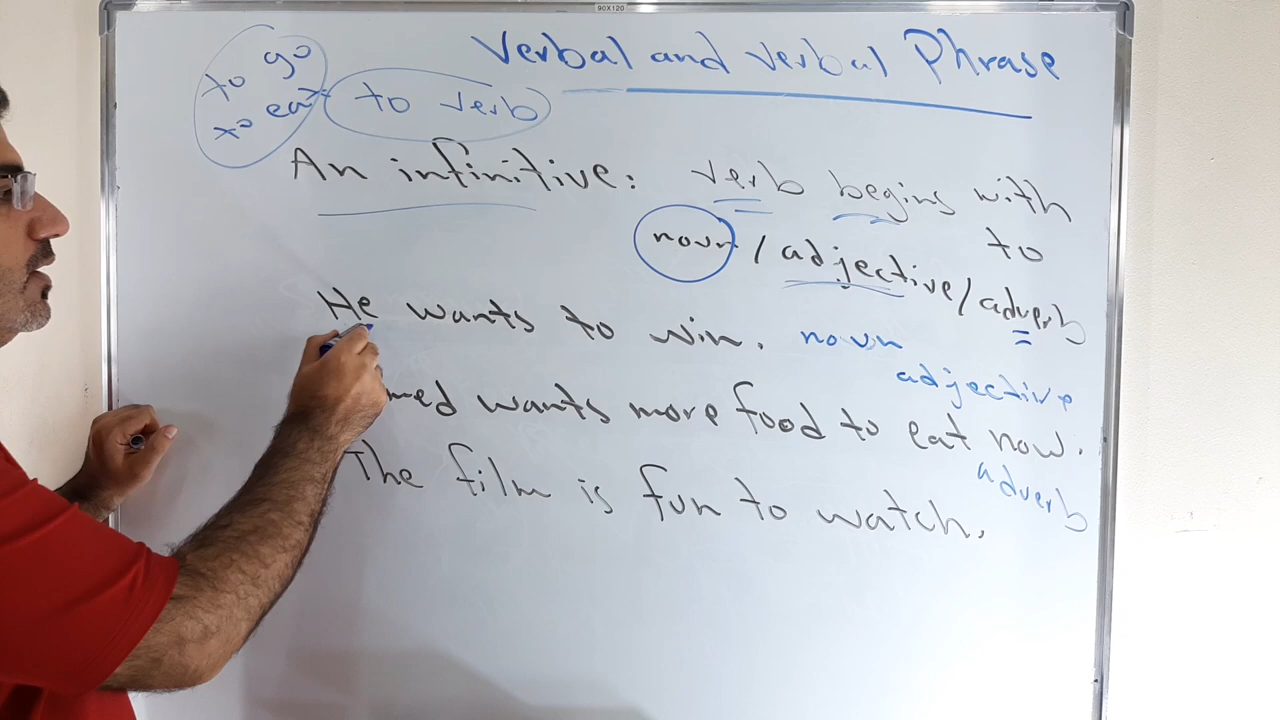 90X120
Verbal and Verbal Phrase
to go
to eat
to verb
An infinitive: verb begins with
to
noun / adjective / adverb
He wants to win. noun
adjective
wants more food to eat now.
adverb
The film is fun to watch.